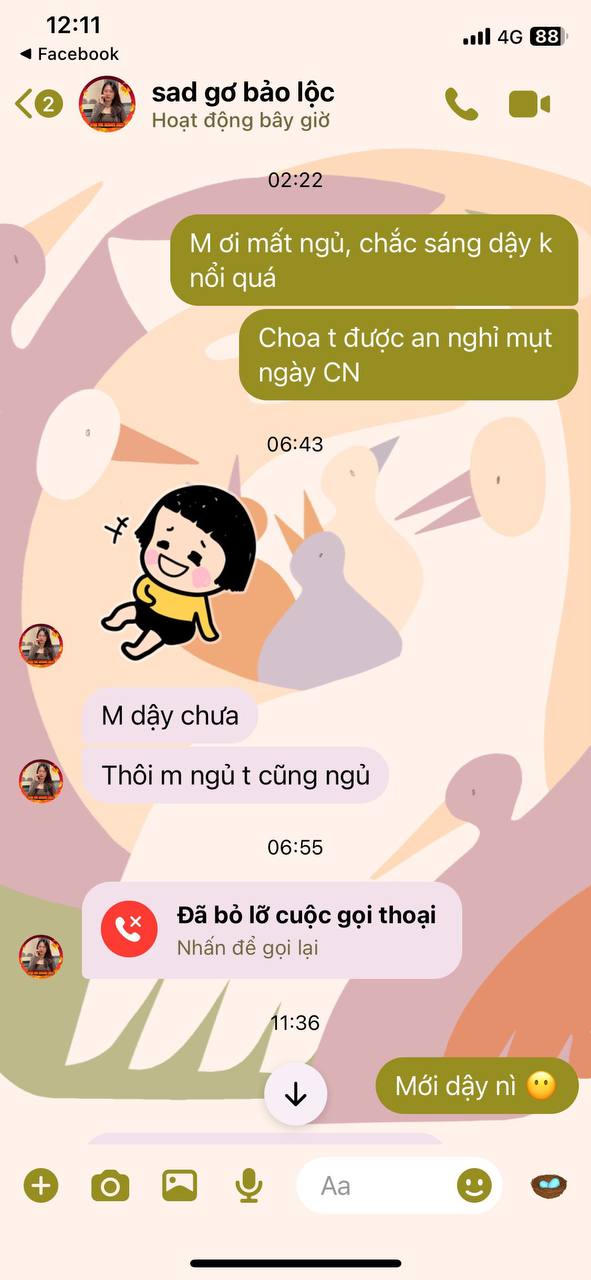 12:11
4G 88
◀ Facebook
2
sad gơ bảo lộc
Hoạt động bây giờ
02:22
M ơi mất ngủ, chắc sáng dậy k
nổi quá
Choa t được an nghỉ mụt
ngày CN
06:43
M dậy chưa
Thôi m ngủ t cũng ngủ
06:55
Đã bỏ lỡ cuộc gọi thoại
Nhấn để gọi lại
11:36
Mới dậy nì 😶
Aa